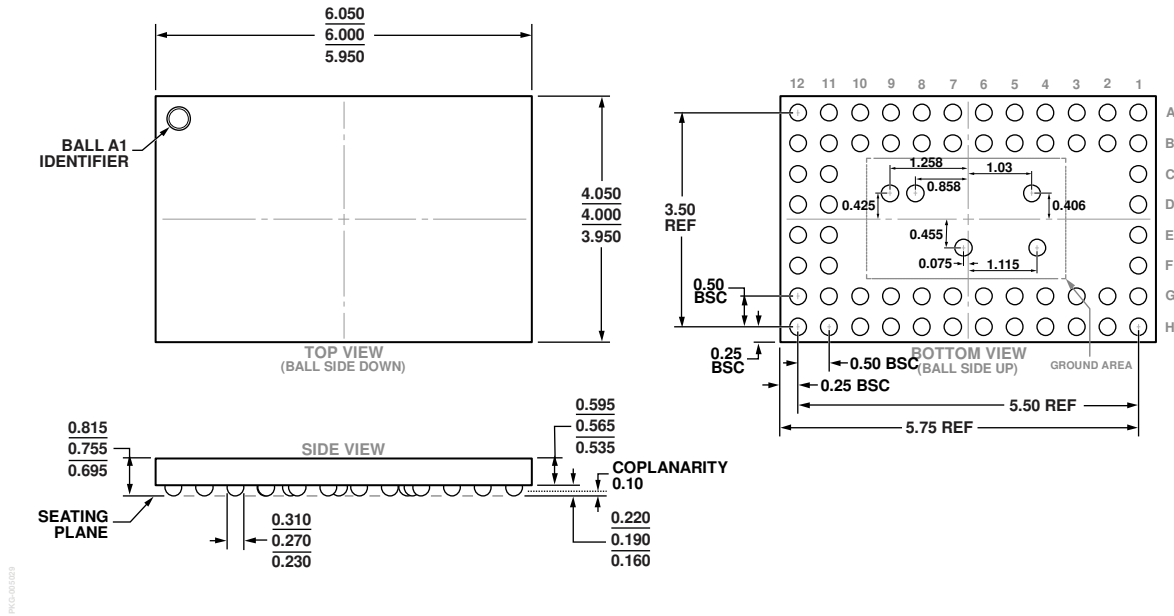 6.050
6.000
5.950
BALL A1
IDENTIFIER
4.050
4.000
3.950
TOP VIEW
(BALL SIDE DOWN)
12 11 10 9 8 7 6 5 4 3 2 1
A
B
C
D
E
F
G
H
1.258
1.03
0.858
0.425
0.406
0.455
0.075
1.115
3.50
REF
0.50
BSC
0.25
BSC
0.50 BSC
0.25 BSC
BOTTOM VIEW
(BALL SIDE UP)
GROUND AREA
5.50 REF
5.75 REF
0.815
0.755
0.695
SIDE VIEW
0.595
0.565
0.535
COPLANARITY
0.10
SEATING
PLANE
0.310
0.270
0.230
0.220
0.190
0.160
PKG-005029